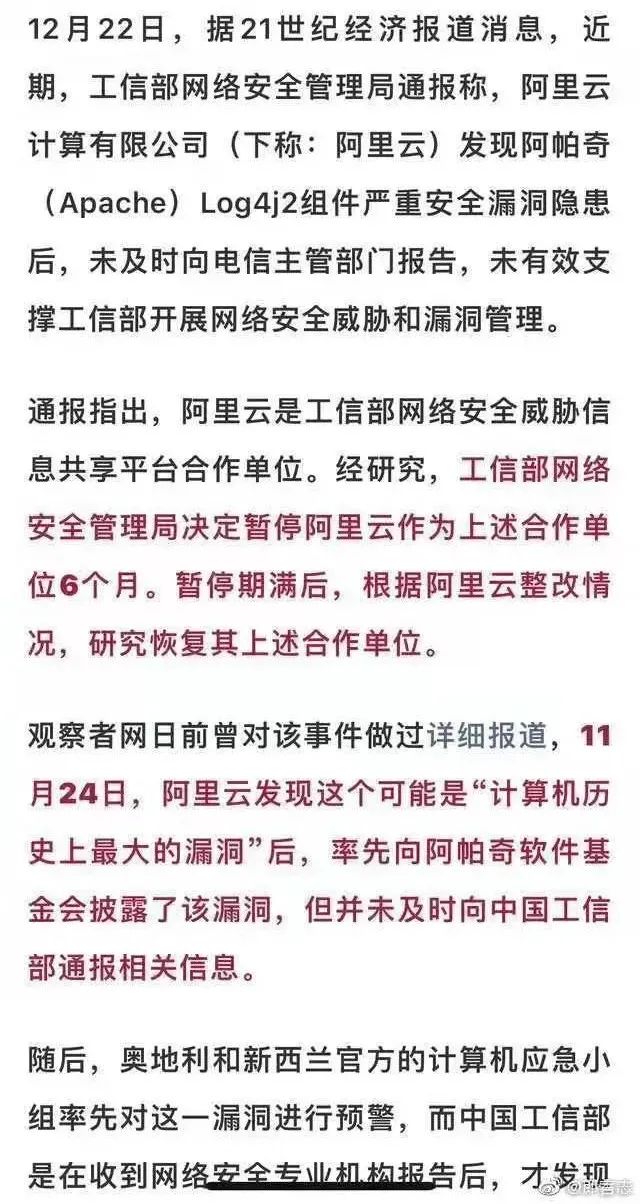 12月22日，据21世纪经济报道消息，近
期，工信部网络安全管理局通报称，阿里云
计算有限公司（下称：阿里云）发现阿帕奇
（Apache）Log4j2组件严重安全漏洞隐患
后，未及时向电信主管部门报告，未有效支
撑工信部开展网络安全威胁和漏洞管理。
通报指出，阿里云是工信部网络安全威胁信
息共享平台合作单位。经研究，工信部网络
安全管理局决定暂停阿里云作为上述合作单
位6个月。暂停期满后，根据阿里云整改情
况，研究恢复其上述合作单位。
观察者网日前曾对该事件做过详细报道，11
月24日，阿里云发现这个可能是“计算机历
史上最大的漏洞”后，率先向阿帕奇软件基
金会披露了该漏洞，但并未及时向中国工信
部通报相关信息。
随后，奥地利和新西兰官方的计算机应急小
组率先对这一漏洞进行预警，而中国工信部
是在收到网络安全专业机构报告后，才发现